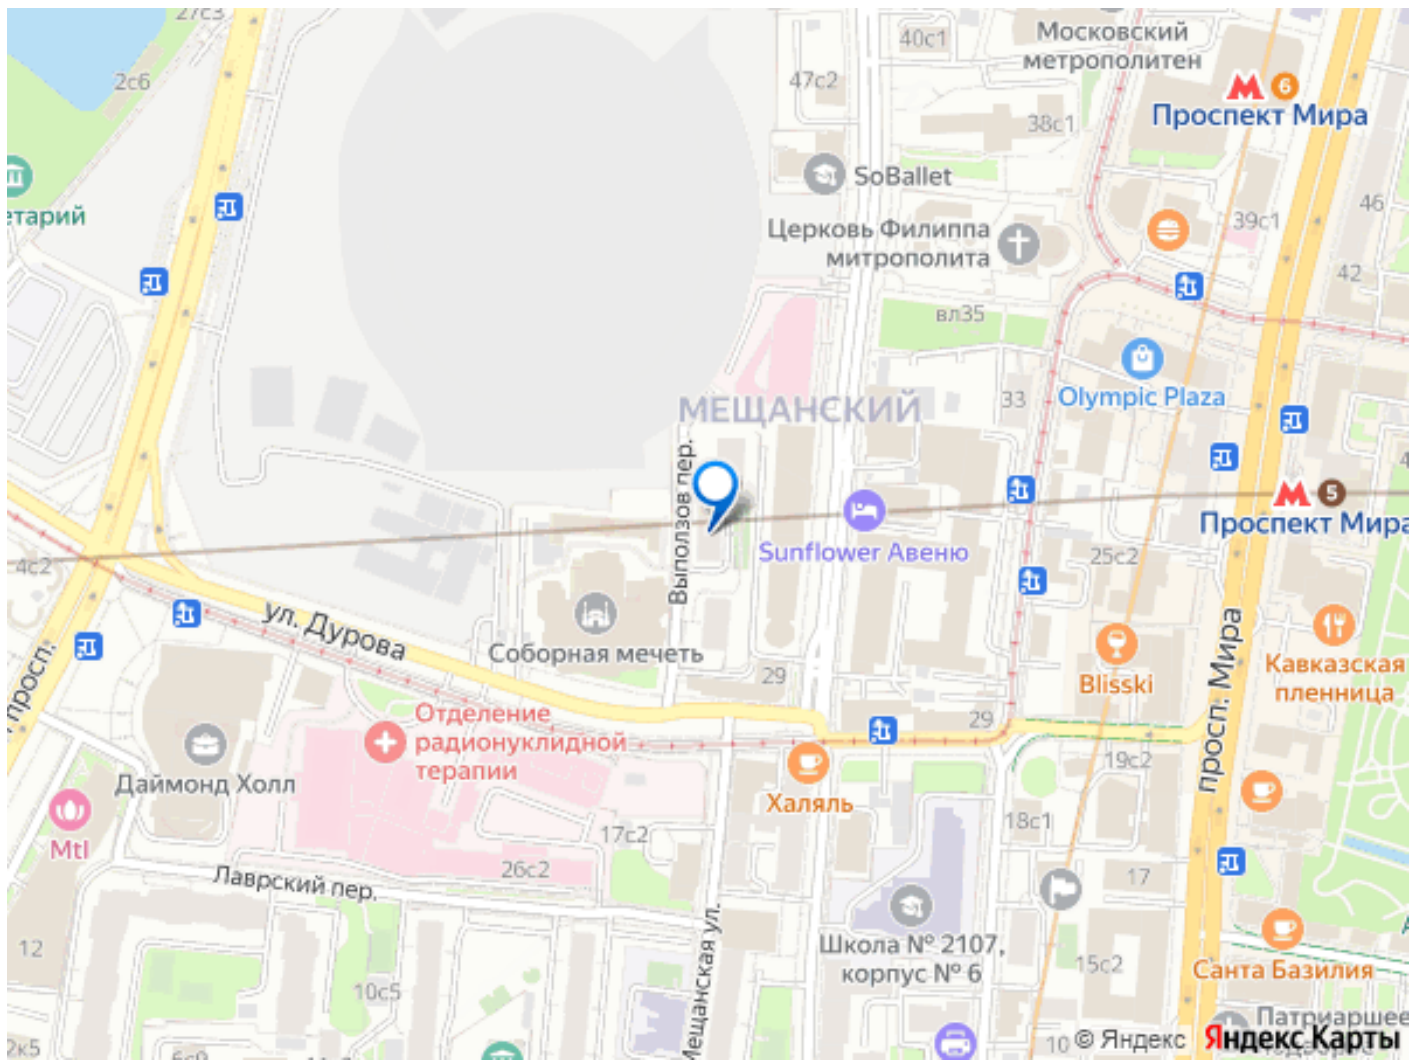 27с3
2с6
40с1
Московский
метрополитен
47с2
6
Проспект Мира
38с1
SoBallet
етарий
46
39с1
Церковь Филиппа
митрополита
42
вл35
МЕЩАНСКИЙ
33
Olympic Plaza
Выползов пер.
5
Проспект Мира
Sunflower Авеню
25с2
4с2
ул. Дурова
Соборная мечеть
просп. Мира
просп.
29
Blisski
Кавказская
пленница
Отделение
радионуклидной
терапии
29
19с2
Даймонд Холл
Халяль
Mtl
17с2
18с1
26с2
17
Лаврский пер.
12
Школа № 2107,
корпус № 6
15с2
Санта Базилия
10с5
Мещанская ул.
Патриаршее
2к5
10
© Яндекс
Яндекс Карты